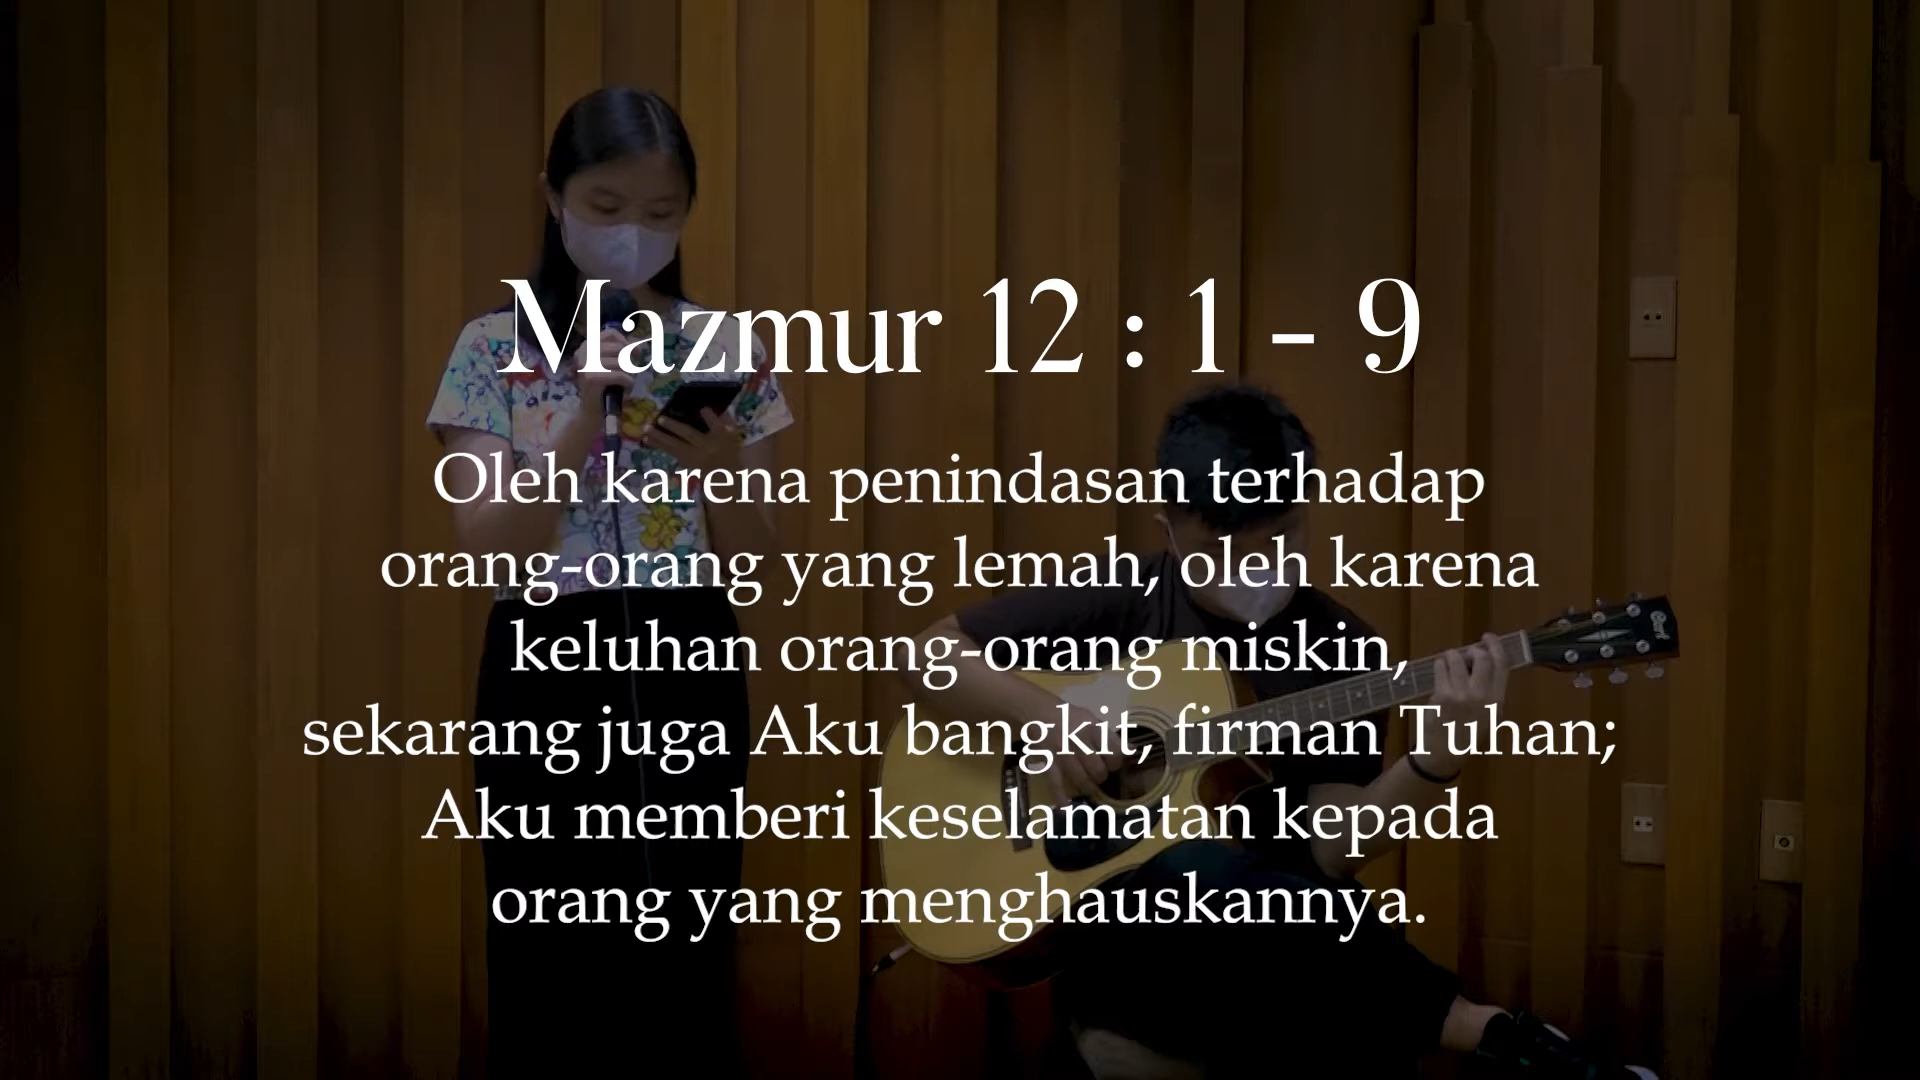 Mazmur 12 : 1 - 9
Oleh karena penindasan terhadap
orang-orang yang lemah, oleh karena
keluhan orang-orang miskin,
sekarang juga Aku bangkit, firman Tuhan;
Aku memberi keselamatan kepada
orang yang menghauskannya.
Cort